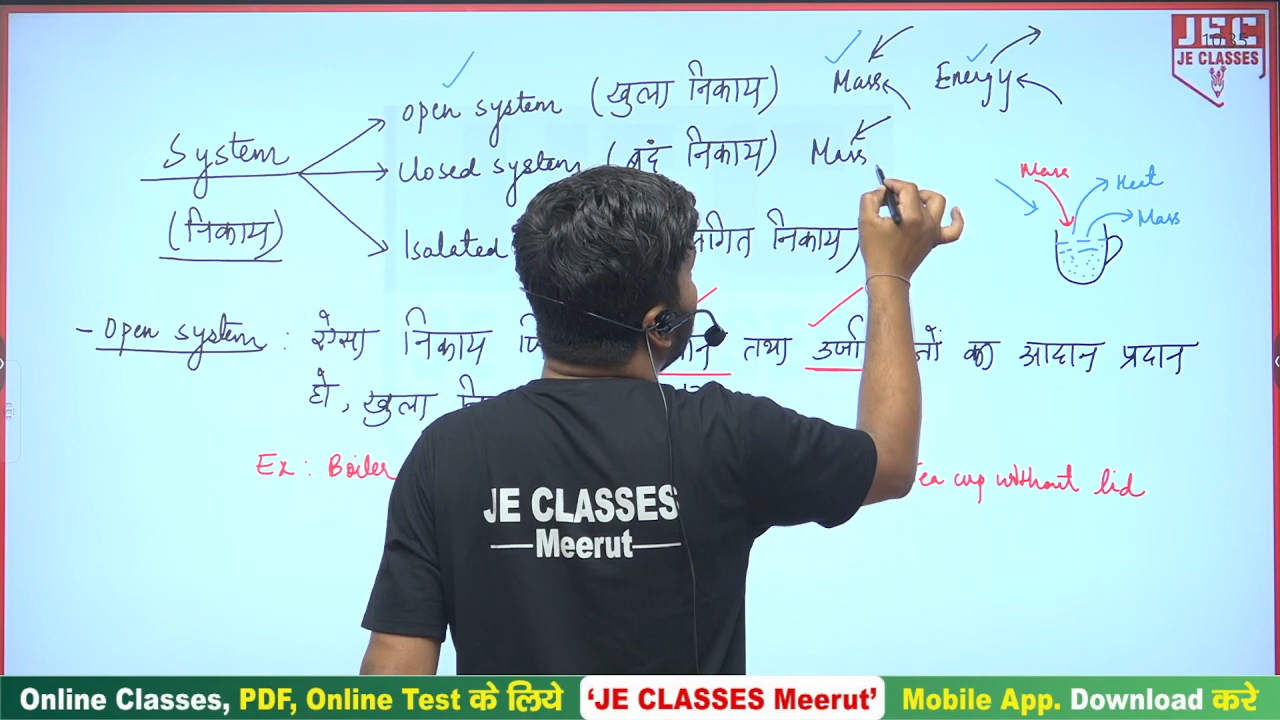 JEC
10:35
JE CLASSES
open system (खुला निकाय) Mass Energy
System
Closed system (बंद निकाय) Mass
Mass
Heat
Mass
(निकाय)
Isolated निकाय)
- Open system : ऐसा निकाय तथा का आदान प्रदान
हो, खुला
Ex : Boiler cup without lid
JE CLASSES
Meerut
Online Classes, PDF, Online Test के लिये 'JE CLASSES Meerut' Mobile App. Download करे